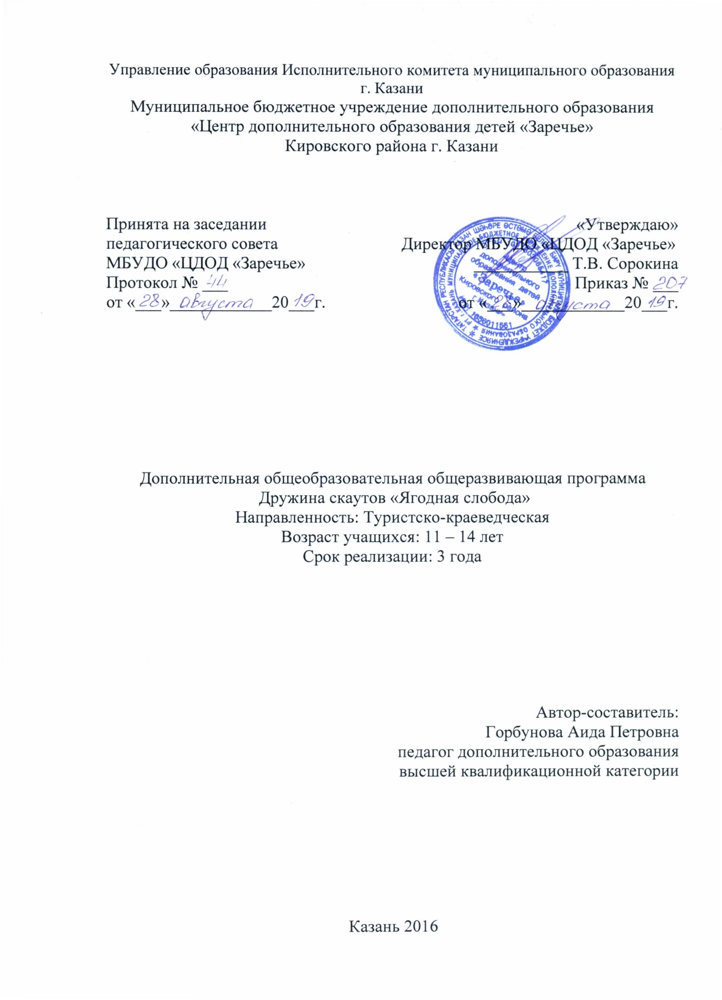 Управление образования Исполнительного комитета муниципального образования
г. Казани
Муниципальное бюджетное учреждение дополнительного образования
«Центр дополнительного образования детей «Заречье»
Кировского района г. Казани
Принята на заседании
педагогического совета
МБУДО «ЦДОД «Заречье»
Протокол № 44
от «28» августа 2019г.
«Утверждаю»
Директор МБУДО «ЦДОД «Заречье»
Т.В. Сорокина
Приказ № 207
от «28» августа 2019г.
«Центр
дополнительного
образования детей
«Заречье»
Кировского района
г. Казани»
1656011551
Дополнительная общеобразовательная общеразвивающая программа
Дружина скаутов «Ягодная слобода»
Направленность: Туристско-краеведческая
Возраст учащихся: 11 – 14 лет
Срок реализации: 3 года
Автор-составитель:
Горбунова Аида Петровна
педагог дополнительного образования
высшей квалификационной категории
Казань 2016